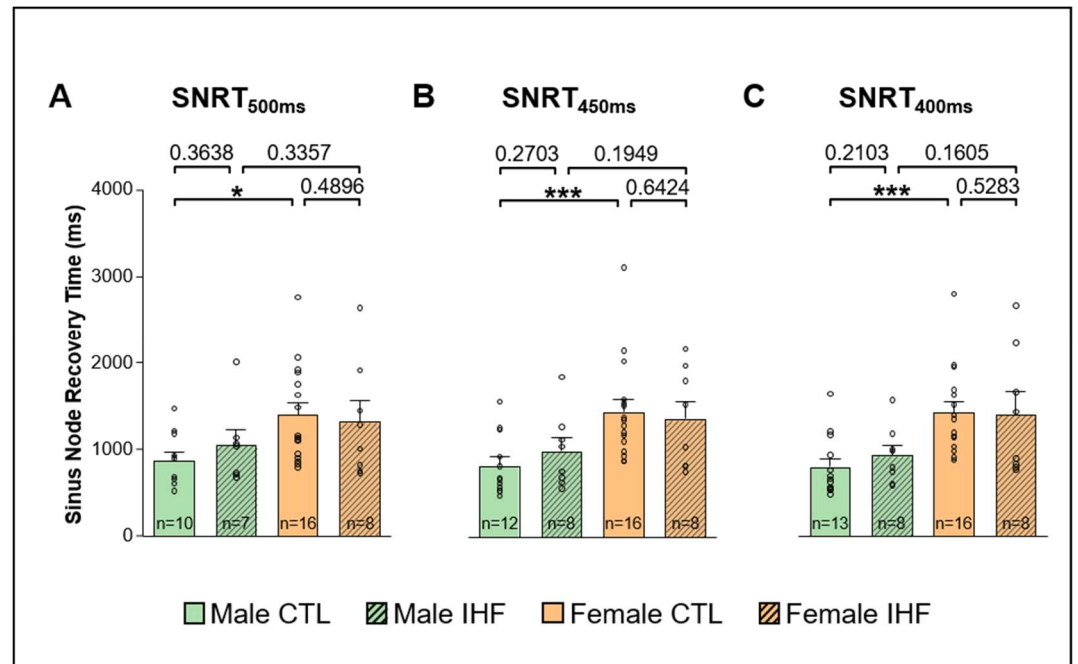 A SNRT500ms B SNRT450ms C SNRT400ms
0.3638 0.3357 0.2703 0.1949 0.2103 0.1605
* 0.4896 *** 0.6424 *** 0.5283
Sinus Node Recovery Time (ms)
4000
3000
2000
1000
0
n=10 n=7 n=16 n=8 n=12 n=8 n=16 n=8 n=13 n=8 n=16 n=8
Male CTL Male IHF Female CTL Female IHF